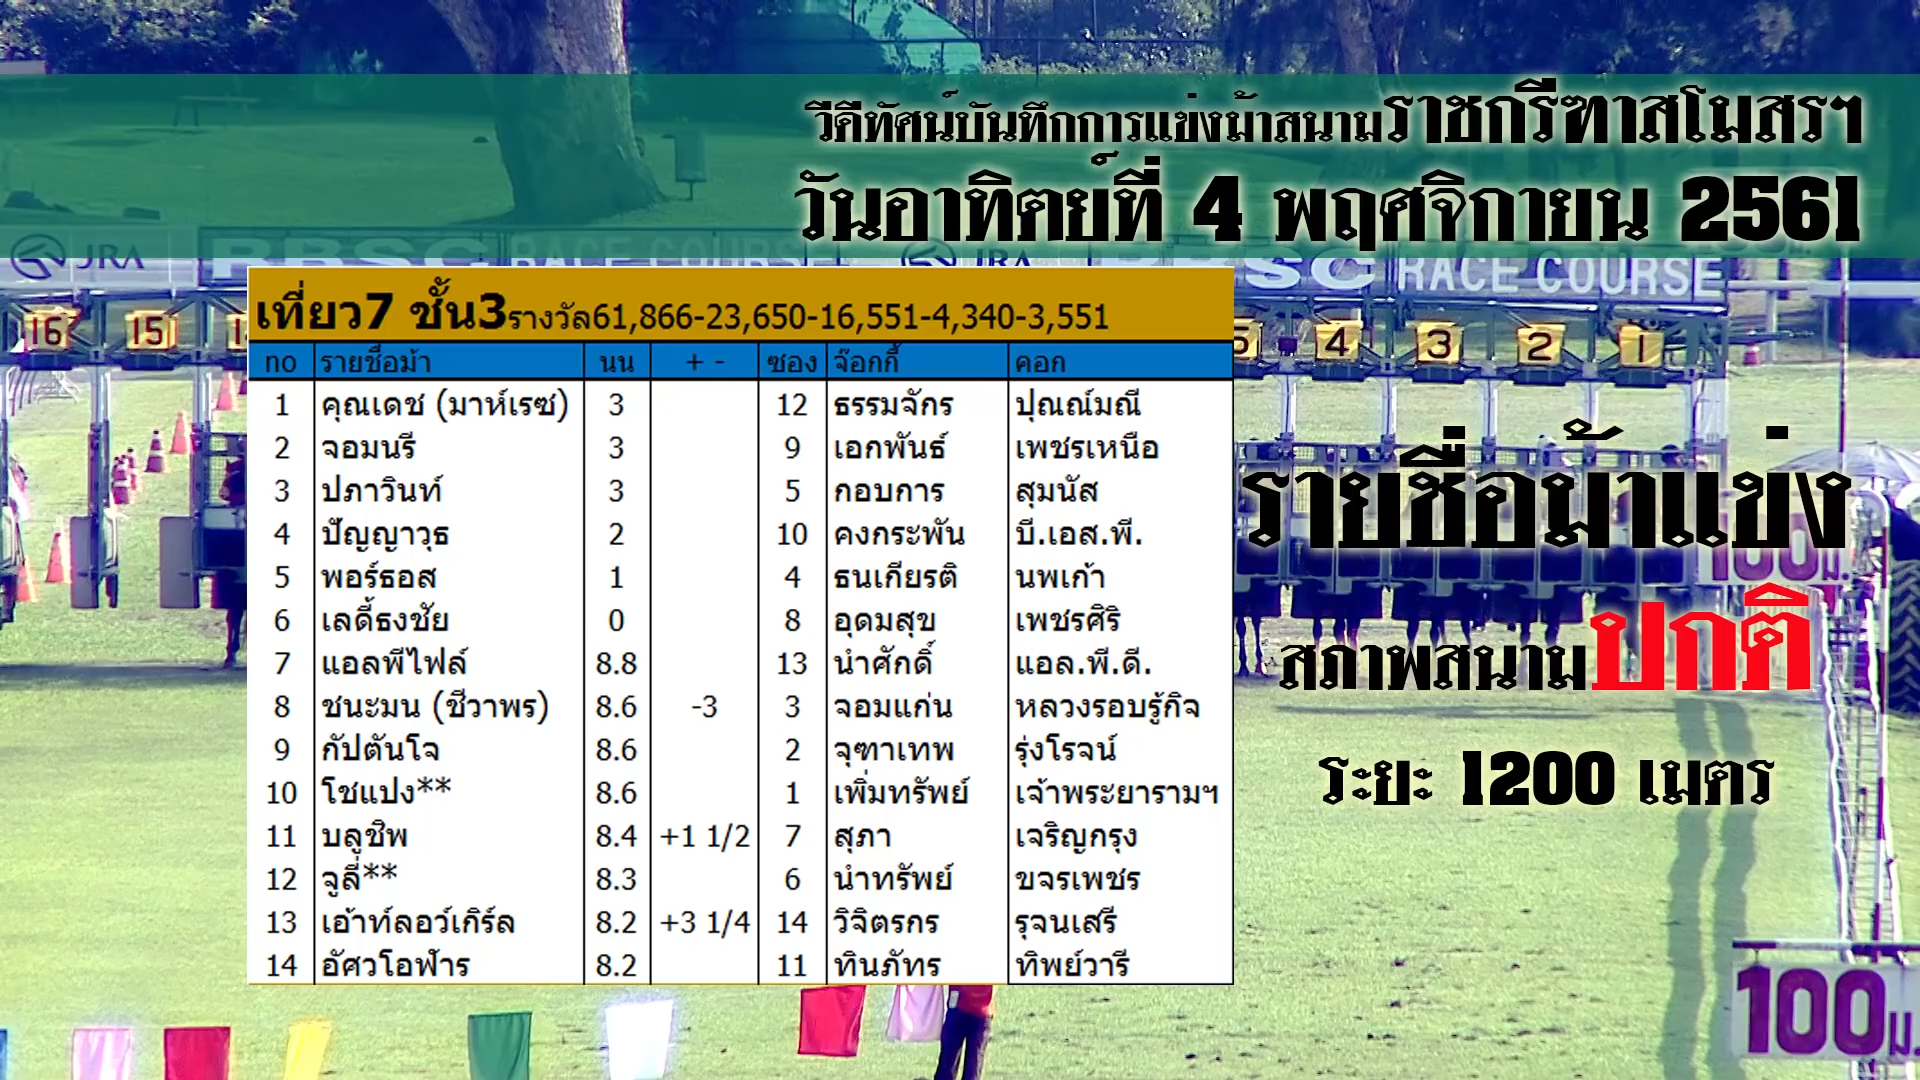 วีดีทัศน์บันทึกการแข่งม้าสนามราชกรีฑาสโมสรฯ
วันอาทิตย์ที่ 4 พฤศจิกายน 2561
JRA RBSC RACE COURSE JRA RBSC RACE COURSE
16 15 1 5 4 3 2 1
เที่ยว7 ชั้น3รางวัล61,866-23,650-16,551-4,340-3,551
no รายชื่อม้า นน + - ซอง จ๊อกกี้ คอก
1 คุณเดช (มาห์เรซ) 3 12 ธรรมจักร ปุณณ์มณี
2 จอมนรี 3 9 เอกพันธ์ เพชรเหนือ
3 ปภาวินท์ 3 5 กอบการ สุมนัส
4 ปัญญาวุธ 2 10 คงกระพัน บี.เอส.พี.
5 พอร์ธอส 1 4 ธนเกียรติ นพเก้า
6 เลดี้ธงชัย 0 8 อุดมสุข เพชรศิริ
7 แอลพีไฟล์ 8.8 13 นำศักดิ์ แอล.พี.ดี.
8 ชนะมน (ชีวาพร) 8.6 -3 3 จอมแก่น หลวงรอบรู้กิจ
9 กัปตันโจ 8.6 2 จุฑาเทพ รุ่งโรจน์
10 โชแปง** 8.6 1 เพิ่มทรัพย์ เจ้าพระยารามฯ
11 บลูชิพ 8.4 +1 1/2 7 สุภา เจริญกรุง
12 จูลี่** 8.3 6 นำทรัพย์ ขจรเพชร
13 เอ้าท์ลอว์เกิร์ล 8.2 +3 1/4 14 วิจิตรกร รุจนเสรี
14 อัศวโอฬาร 8.2 11 ทินภัทร ทิพย์วารี
รายชื่อม้าแข่ง
100 ม.
สภาพสนามปกติ
ระยะ 1200 เมตร
100 ม.